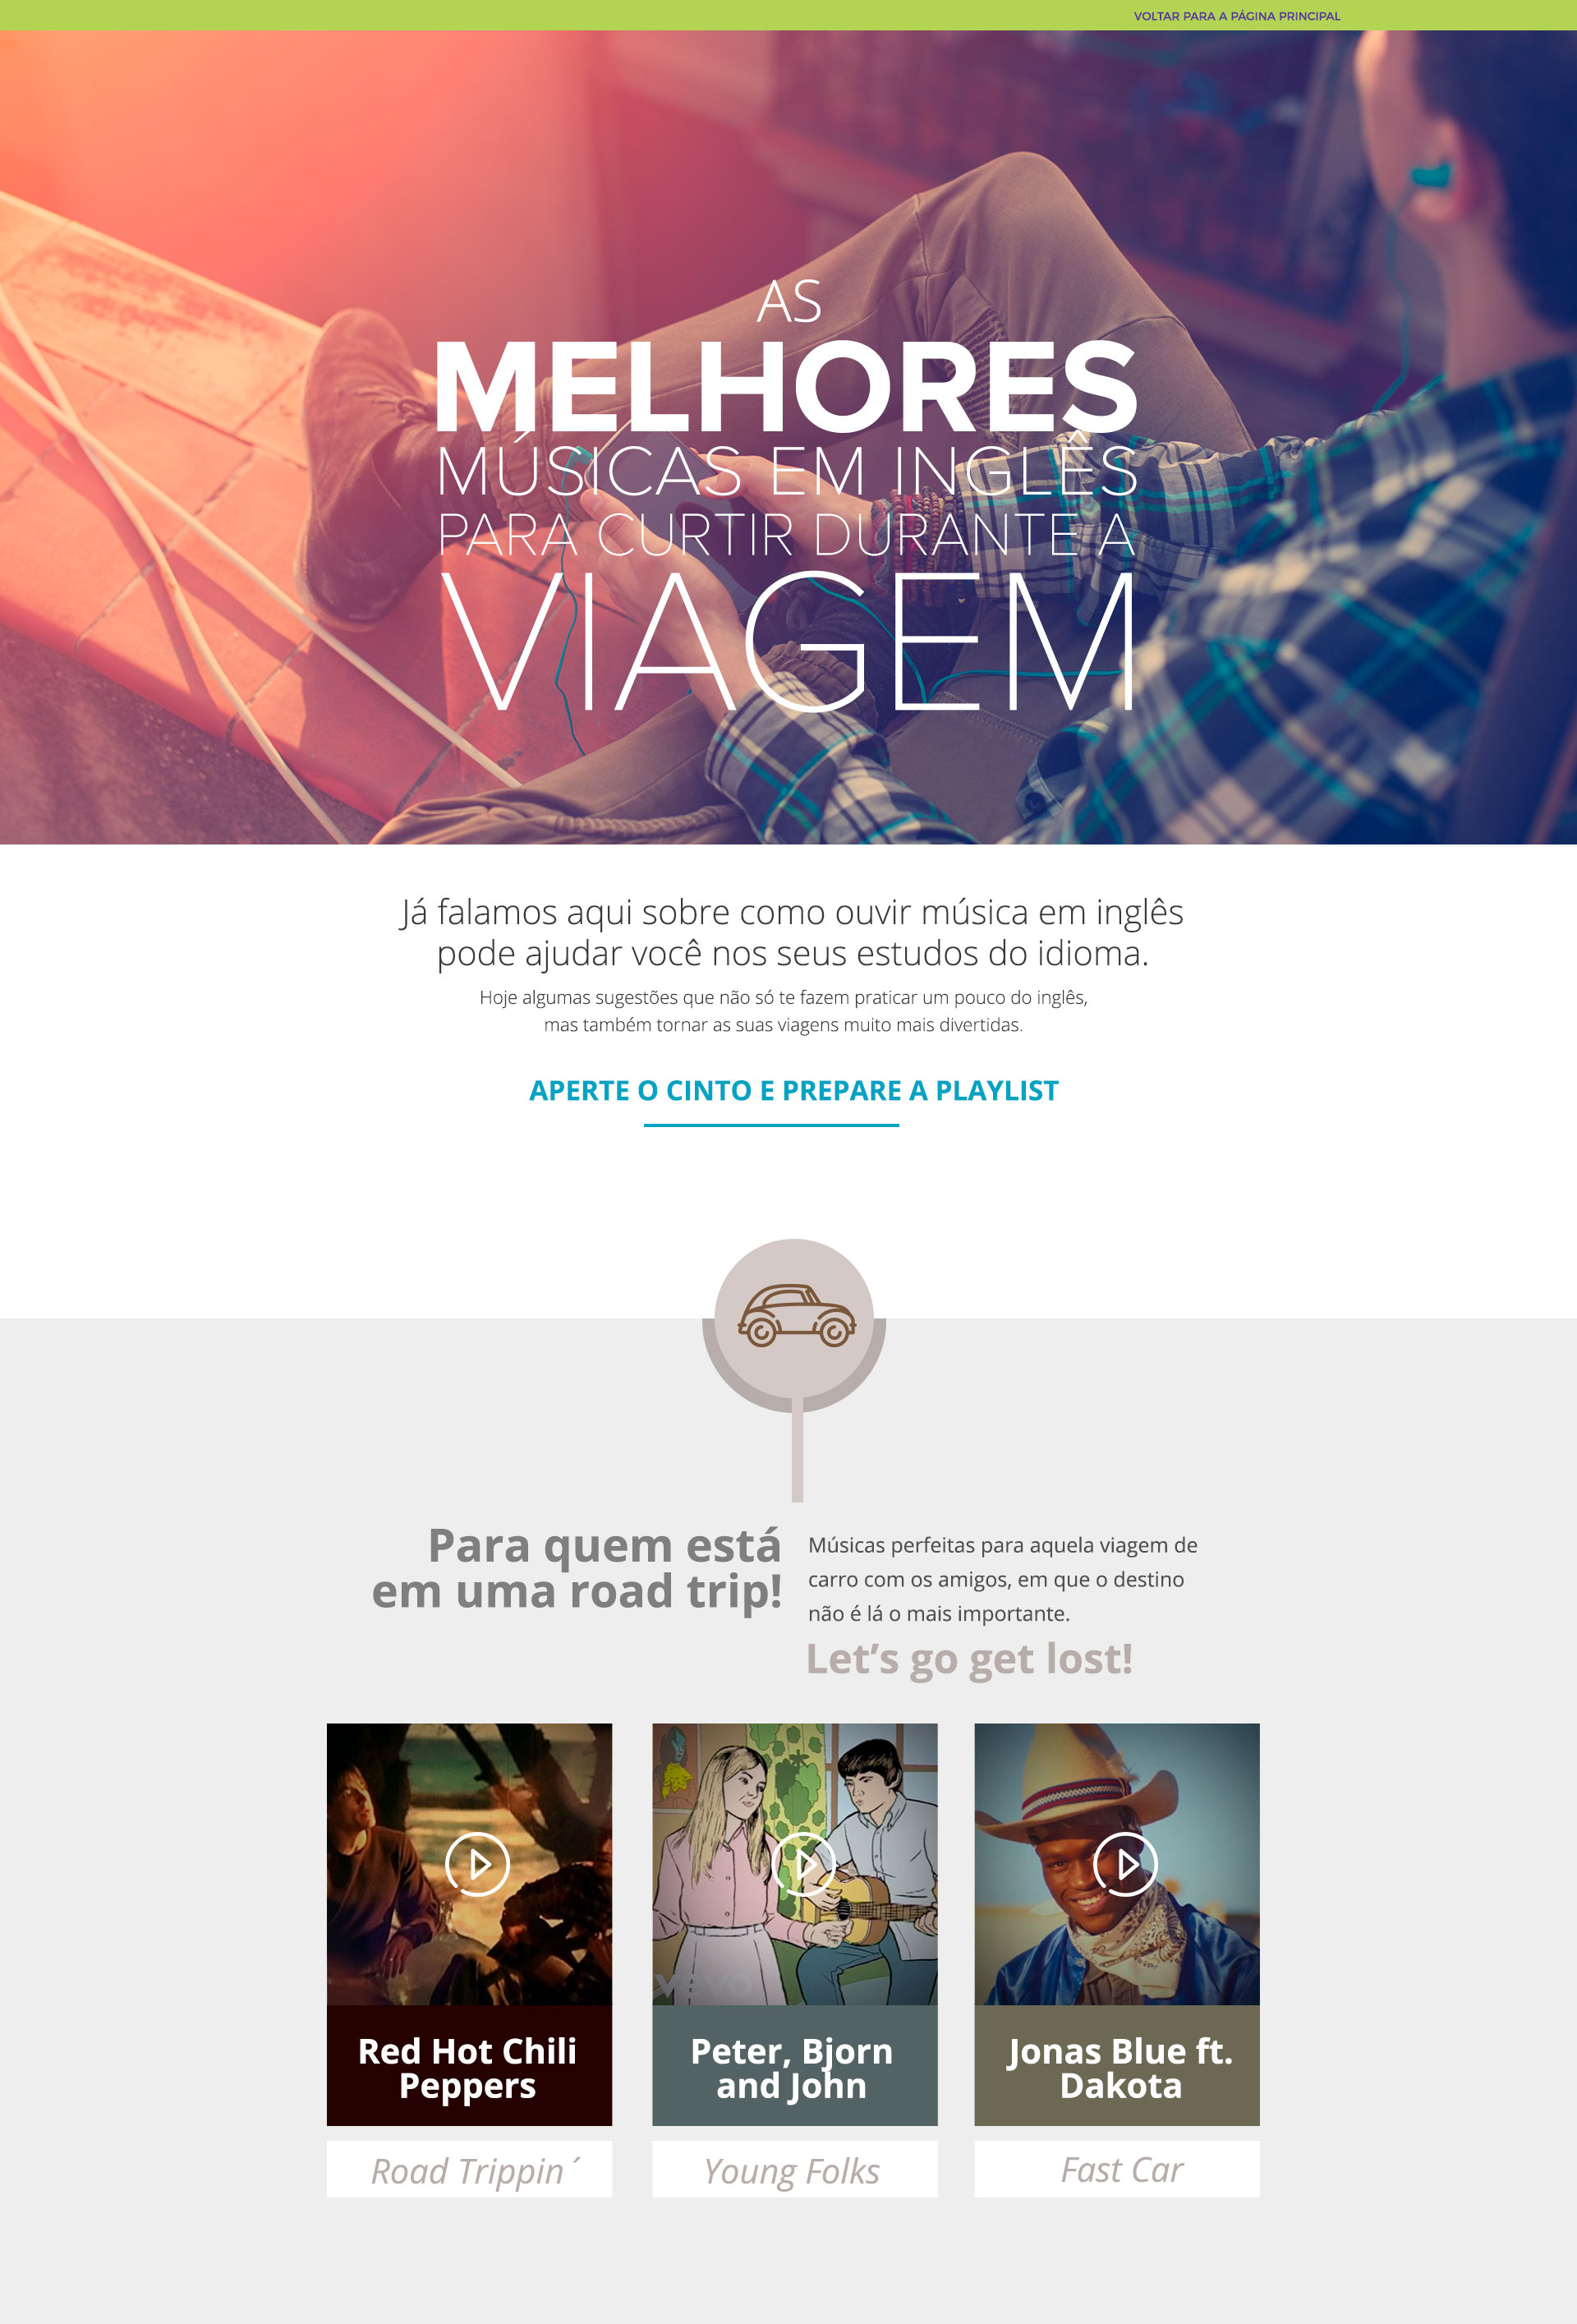 VOLTAR PARA A PÁGINA PRINCIPAL
AS
MELHORES
MÚSICAS EM INGLÊS
PARA CURTIR DURANTE A
VIAGEM
Já falamos aqui sobre como ouvir música em inglês
pode ajudar você nos seus estudos do idioma.
Hoje algumas sugestões que não só te fazem praticar um pouco do inglês,
mas também tornar as suas viagens muito mais divertidas.
APERTE O CINTO E PREPARE A PLAYLIST
Para quem está
em uma road trip!
Músicas perfeitas para aquela viagem de
carro com os amigos, em que o destino
não é lá o mais importante.
Let’s go get lost!
vevo
Red Hot Chili
Peppers
Road Trippin´
Peter, Bjorn
and John
Young Folks
Jonas Blue ft.
Dakota
Fast Car